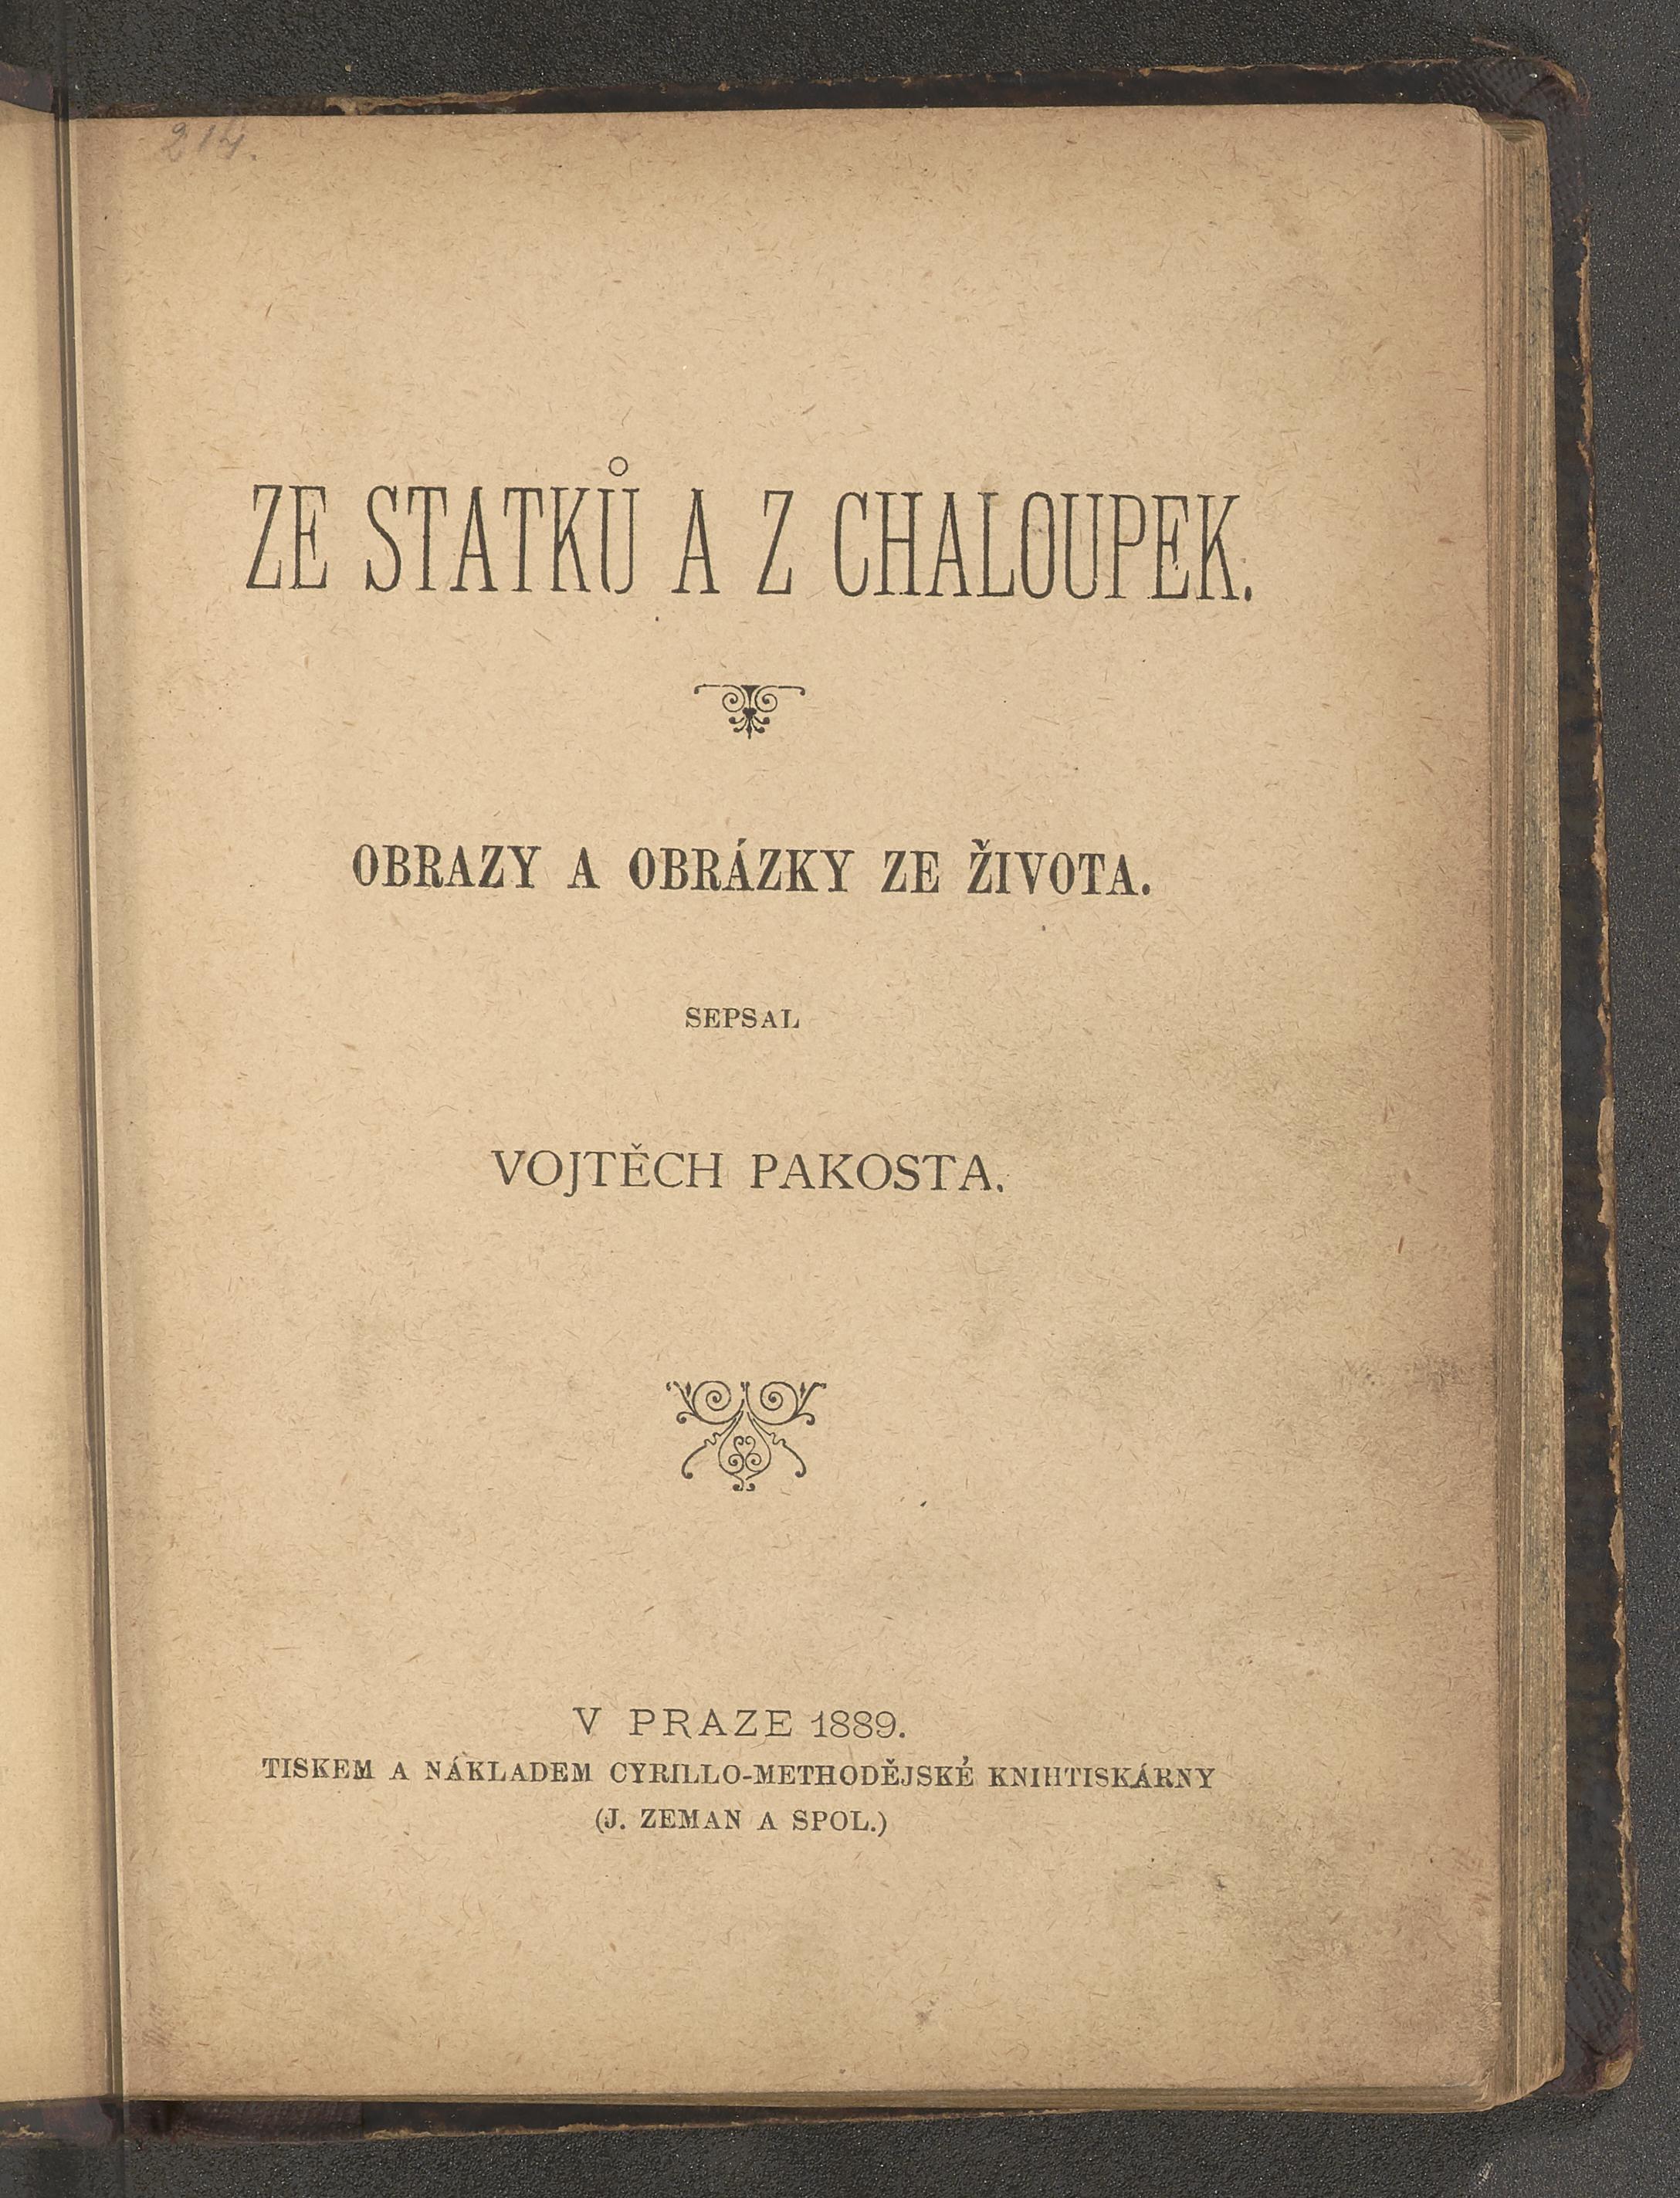 214.
ZE STATKŮ A Z CHALOUPEK.
OBRAZY A OBRÁZKY ZE ŽIVOTA.
SEPSAL
VOJTĚCH PAKOSTA.
V PRAZE 1889.
TISKEM A NÁKLADEM CYRILLO-METHODĚJSKÉ KNIHTISKÁRNY
(J. ZEMAN A SPOL.)